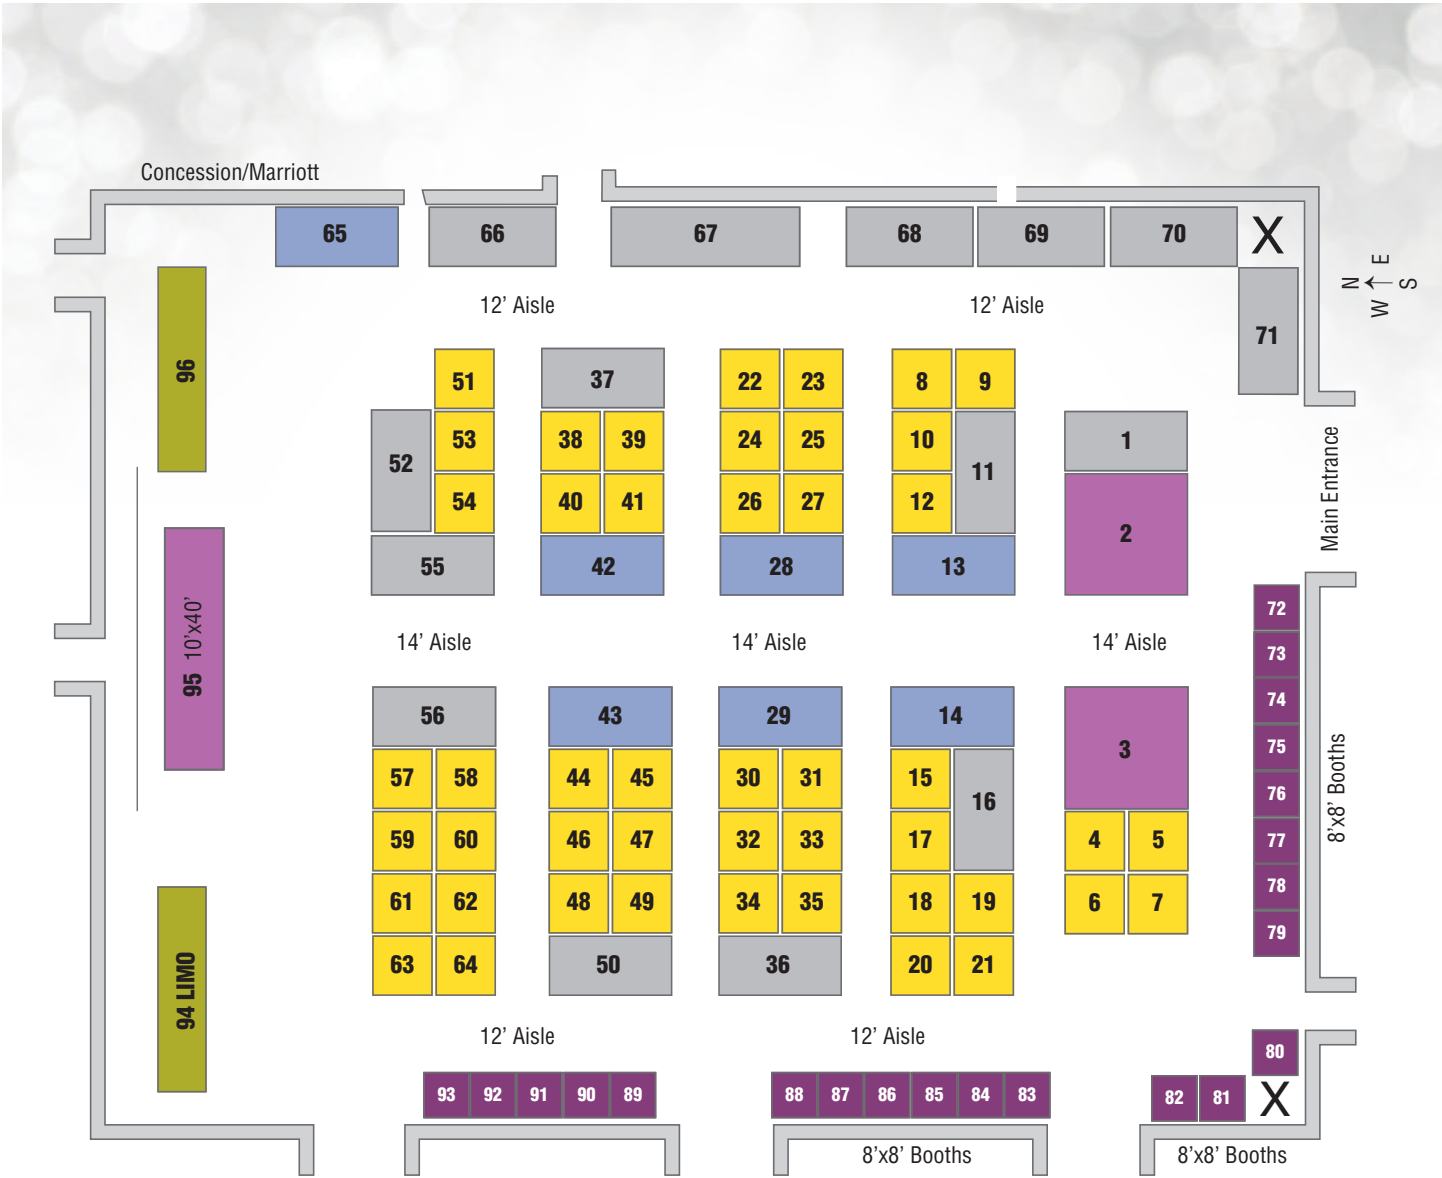 Concession/Marriott
65 66 67 68 69 70 X
E
N S
W
12' Aisle 12' Aisle
71
96
51 37 22 23 8 9
52 53 38 39 24 25 10 11 1
54 40 41 26 27 12 2
55 42 28 13
Main Entrance
95 10'x40'
14' Aisle 14' Aisle 14' Aisle
72
73
74
75
76
77
78
79
8'x8' Booths
56 43 29 14 3
57 58 44 45 30 31 15 16
59 60 46 47 32 33 17 4 5
61 62 48 49 34 35 18 19 6 7
63 64 50 36 20 21
94 LIMO
12' Aisle 12' Aisle
80
93 92 91 90 89 88 87 86 85 84 83 82 81 X
8'x8' Booths 8'x8' Booths